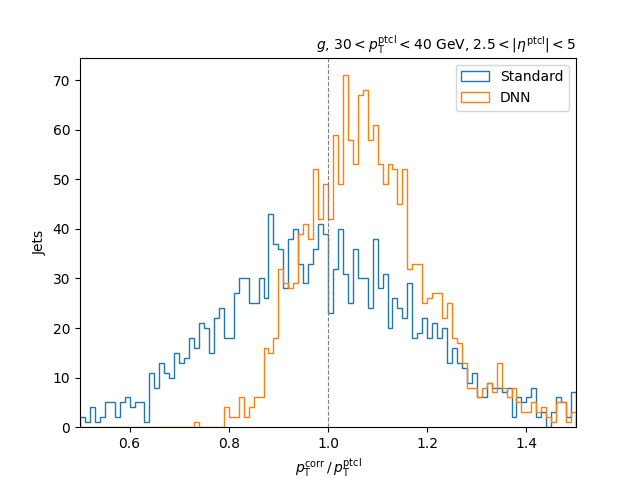 g, 30 < p_T^ptcl < 40 GeV, 2.5 < |η^ptcl| < 5
Standard
DNN
70
60
50
40
30
20
10
0
Jets
0.6 0.8 1.0 1.2 1.4
p_T^corr / p_T^ptcl